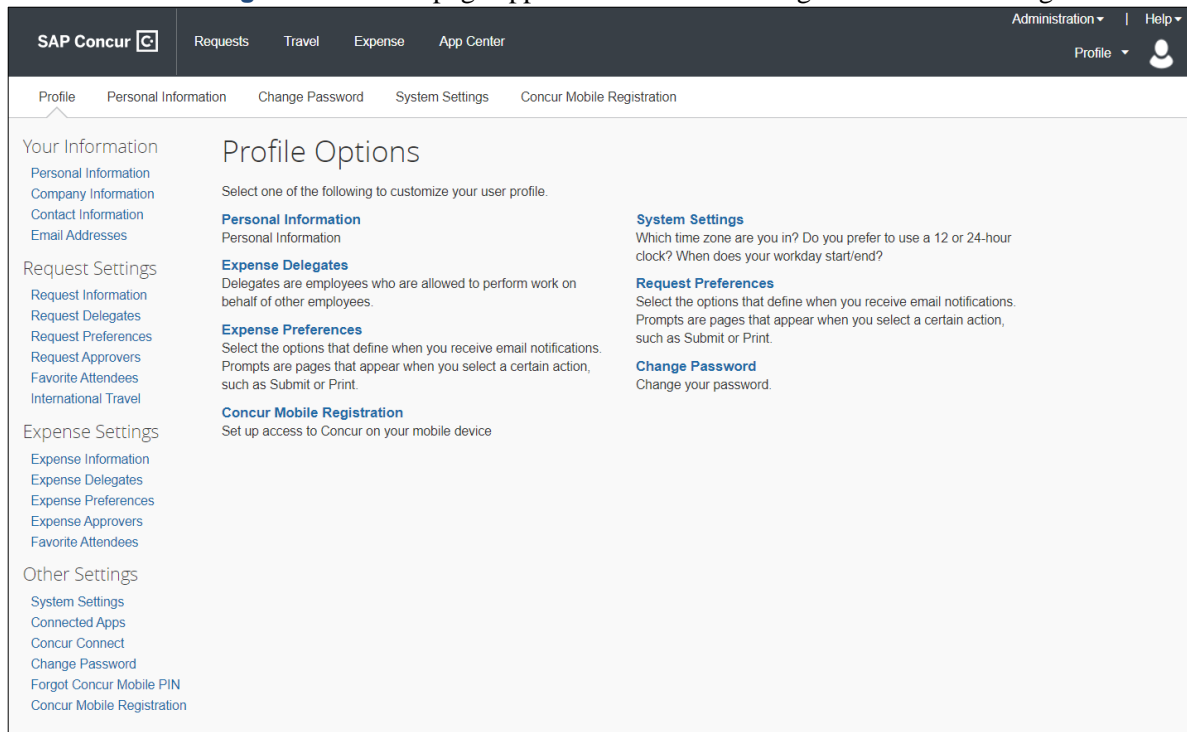 Administration | Help
SAP Concur C Requests Travel Expense App Center
Profile
Profile Personal Information Change Password System Settings Concur Mobile Registration
Your Information
Personal Information
Company Information
Contact Information
Email Addresses
Request Settings
Request Information
Request Delegates
Request Preferences
Request Approvers
Favorite Attendees
International Travel
Expense Settings
Expense Information
Expense Delegates
Expense Preferences
Expense Approvers
Favorite Attendees
Other Settings
System Settings
Connected Apps
Concur Connect
Change Password
Forgot Concur Mobile PIN
Concur Mobile Registration
Profile Options
Select one of the following to customize your user profile.
Personal Information
Personal Information
Expense Delegates
Delegates are employees who are allowed to perform work on
behalf of other employees.
Expense Preferences
Select the options that define when you receive email notifications.
Prompts are pages that appear when you select a certain action,
such as Submit or Print.
Concur Mobile Registration
Set up access to Concur on your mobile device
System Settings
Which time zone are you in? Do you prefer to use a 12 or 24-hour
clock? When does your workday start/end?
Request Preferences
Select the options that define when you receive email notifications.
Prompts are pages that appear when you select a certain action,
such as Submit or Print.
Change Password
Change your password.